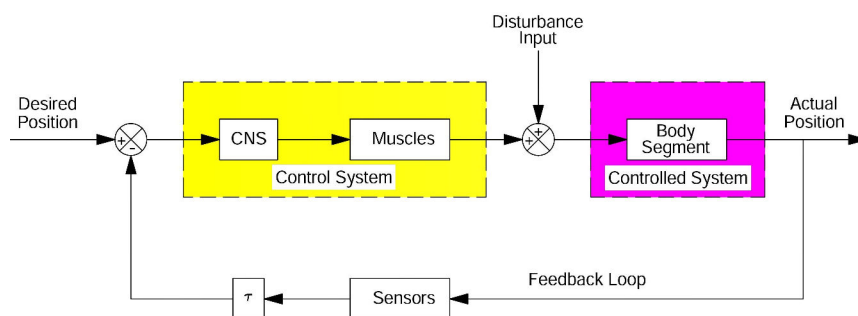 Disturbance
Input
Desired
Position
+
-
CNS
Muscles
Control System
+
+
Body
Segment
Controlled System
Actual
Position
Feedback Loop
τ
Sensors